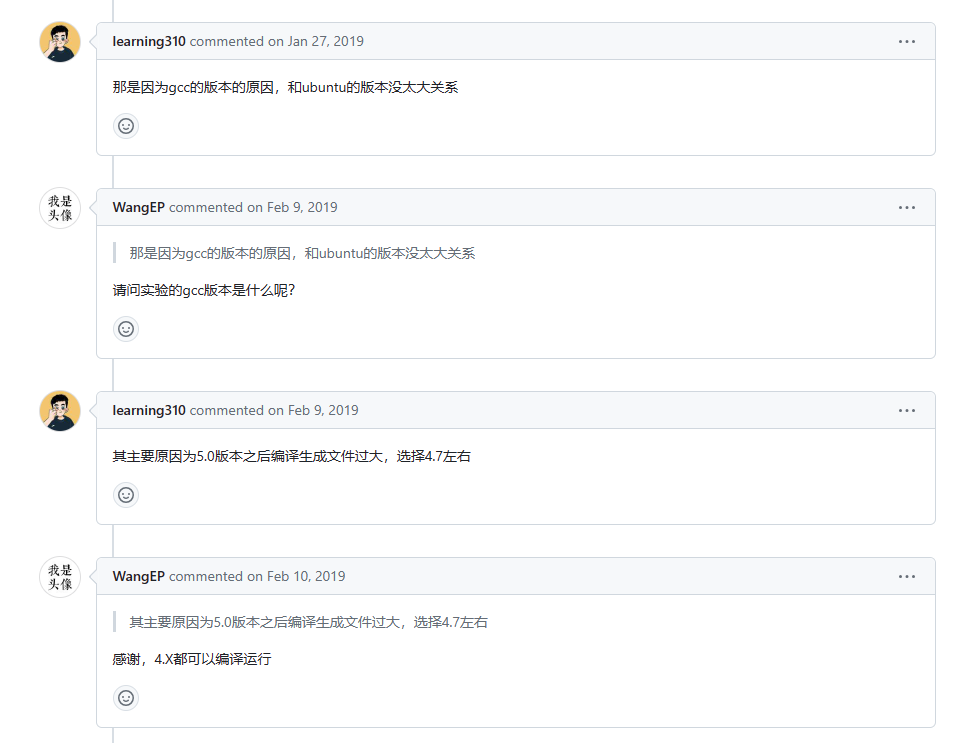 learning310 commented on Jan 27, 2019
那是因为gcc的版本的原因，和ubuntu的版本没太大关系
我是
头像
WangEP commented on Feb 9, 2019
那是因为gcc的版本的原因，和ubuntu的版本没太大关系
请问实验的gcc版本是什么呢？
learning310 commented on Feb 9, 2019
其主要原因为5.0版本之后编译生成文件过大，选择4.7左右
我是
头像
WangEP commented on Feb 10, 2019
其主要原因为5.0版本之后编译生成文件过大，选择4.7左右
感谢，4.X都可以编译运行